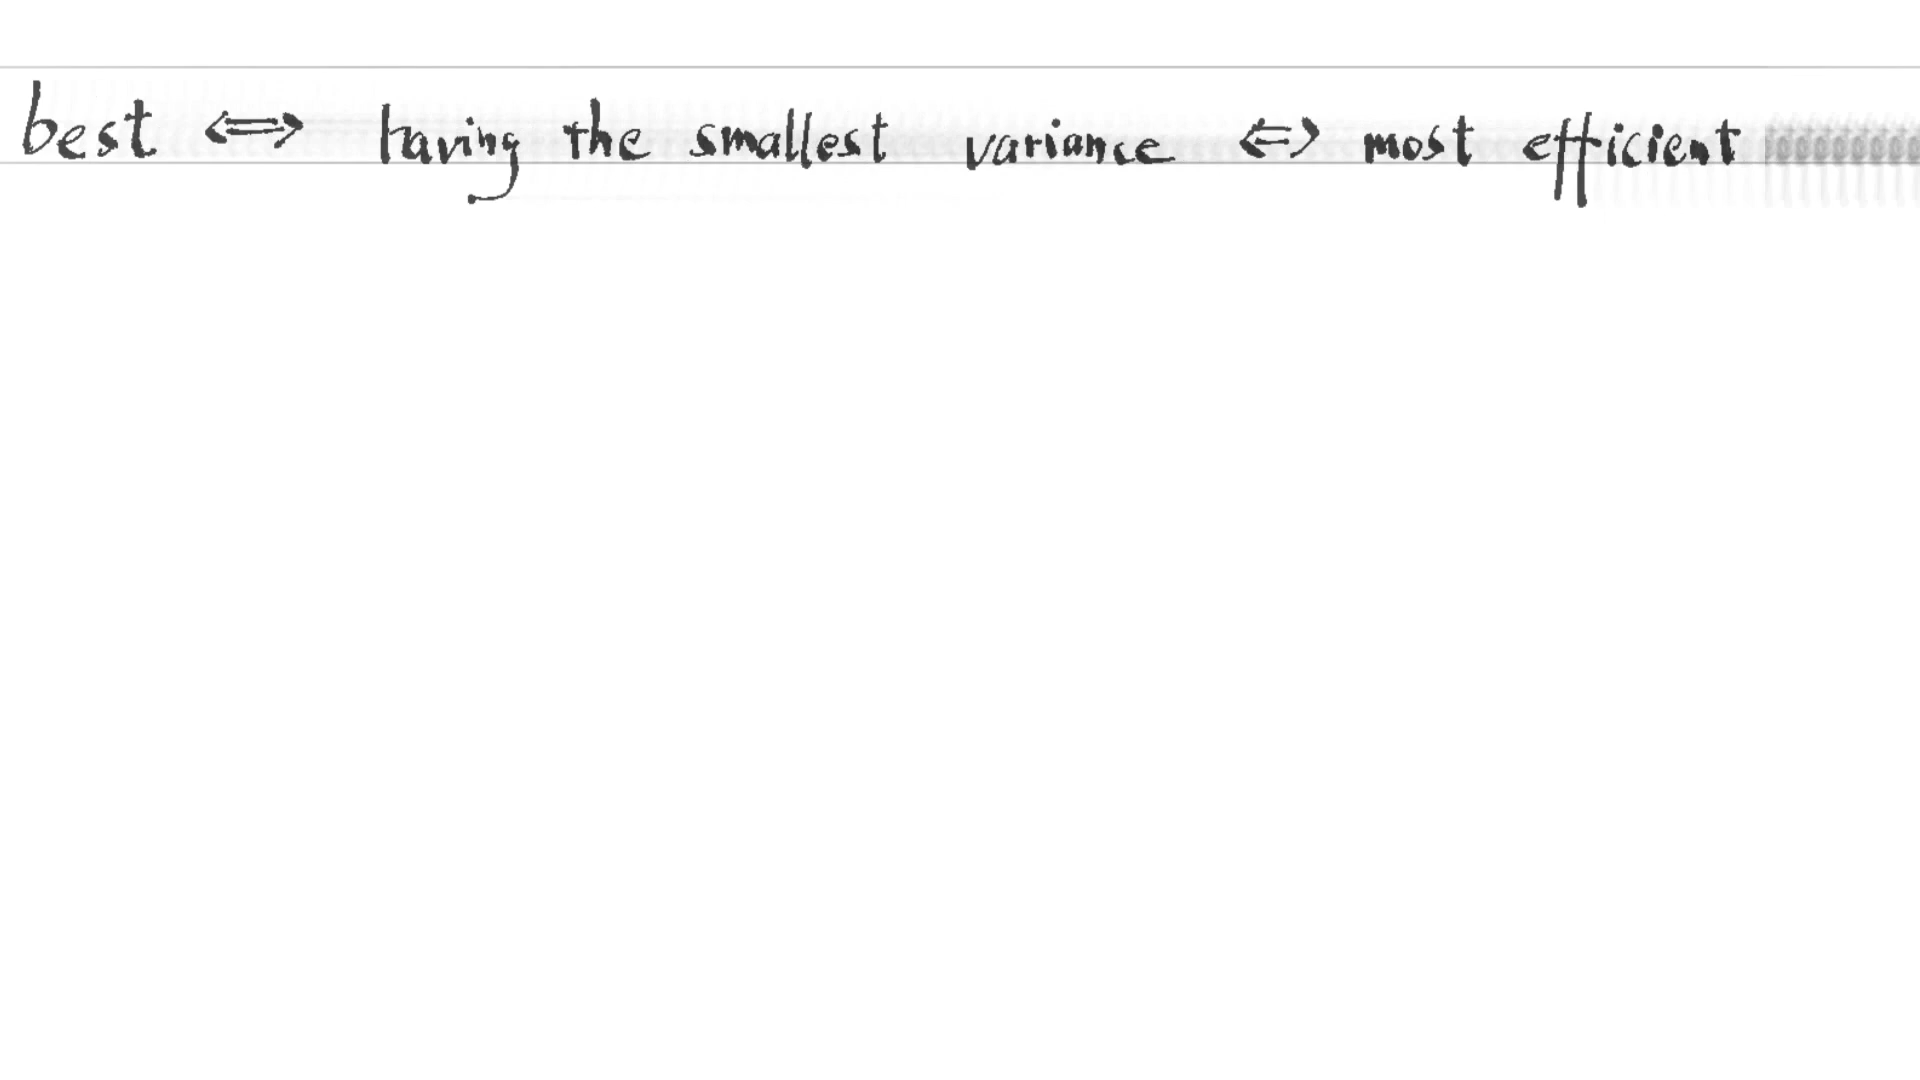 best ⟺ having the smallest variance ⟺ most efficient